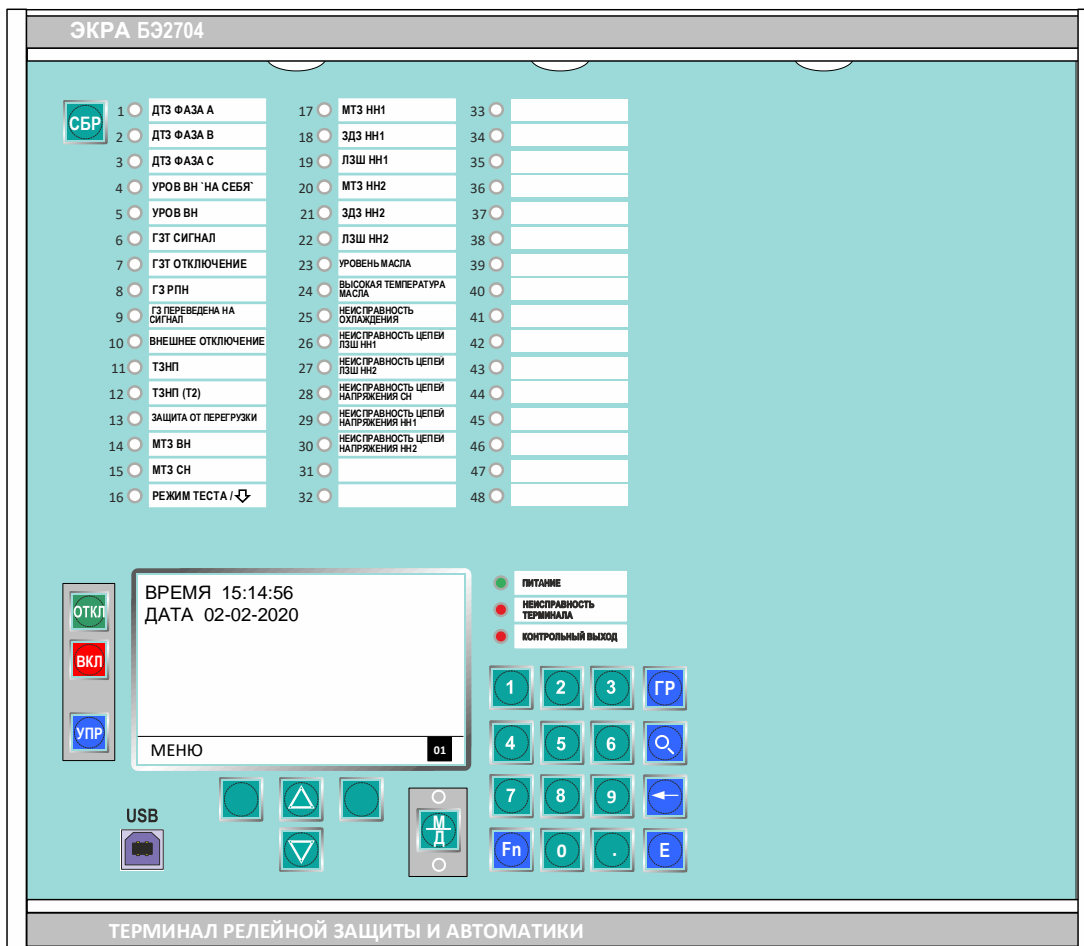 ЭКРА БЭ2704
СБР
1 ДТЗ ФАЗА А
2 ДТЗ ФАЗА В
3 ДТЗ ФАЗА С
4 УРОВ ВН `НА СЕБЯ`
5 УРОВ ВН
6 ГЗТ СИГНАЛ
7 ГЗТ ОТКЛЮЧЕНИЕ
8 ГЗ РПН
9 ГЗ ПЕРЕВЕДЕНА НА
СИГНАЛ
10 ВНЕШНЕЕ ОТКЛЮЧЕНИЕ
11 ТЗНП
12 ТЗНП (Т2)
13 ЗАЩИТА ОТ ПЕРЕГРУЗКИ
14 МТЗ ВН
15 МТЗ СН
16 РЕЖИМ ТЕСТА /
17 МТЗ НН1
18 ЗДЗ НН1
19 ЛЗШ НН1
20 МТЗ НН2
21 ЗДЗ НН2
22 ЛЗШ НН2
23 УРОВЕНЬ МАСЛА
24 ВЫСОКАЯ ТЕМПЕРАТУРА
МАСЛА
25 НЕИСПРАВНОСТЬ
ОХЛАЖДЕНИЯ
26 НЕИСПРАВНОСТЬ ЦЕПЕЙ
ЛЗШ НН1
27 НЕИСПРАВНОСТЬ ЦЕПЕЙ
ЛЗШ НН2
28 НЕИСПРАВНОСТЬ ЦЕПЕЙ
НАПРЯЖЕНИЯ СН
29 НЕИСПРАВНОСТЬ ЦЕПЕЙ
НАПРЯЖЕНИЯ НН1
30 НЕИСПРАВНОСТЬ ЦЕПЕЙ
НАПРЯЖЕНИЯ НН2
31
32
33
34
35
36
37
38
39
40
41
42
43
44
45
46
47
48
ОТКЛ
ВКЛ
УПР
ВРЕМЯ 15:14:56
ДАТА 02-02-2020
МЕНЮ 01
ПИТАНИЕ
НЕИСПРАВНОСТЬ
ТЕРМИНАЛА
КОНТРОЛЬНЫЙ ВЫХОД
1 2 3 ГР
4 5 6
7 8 9
Fn 0 . E
USB
М
Д
ТЕРМИНАЛ РЕЛЕЙНОЙ ЗАЩИТЫ И АВТОМАТИКИ